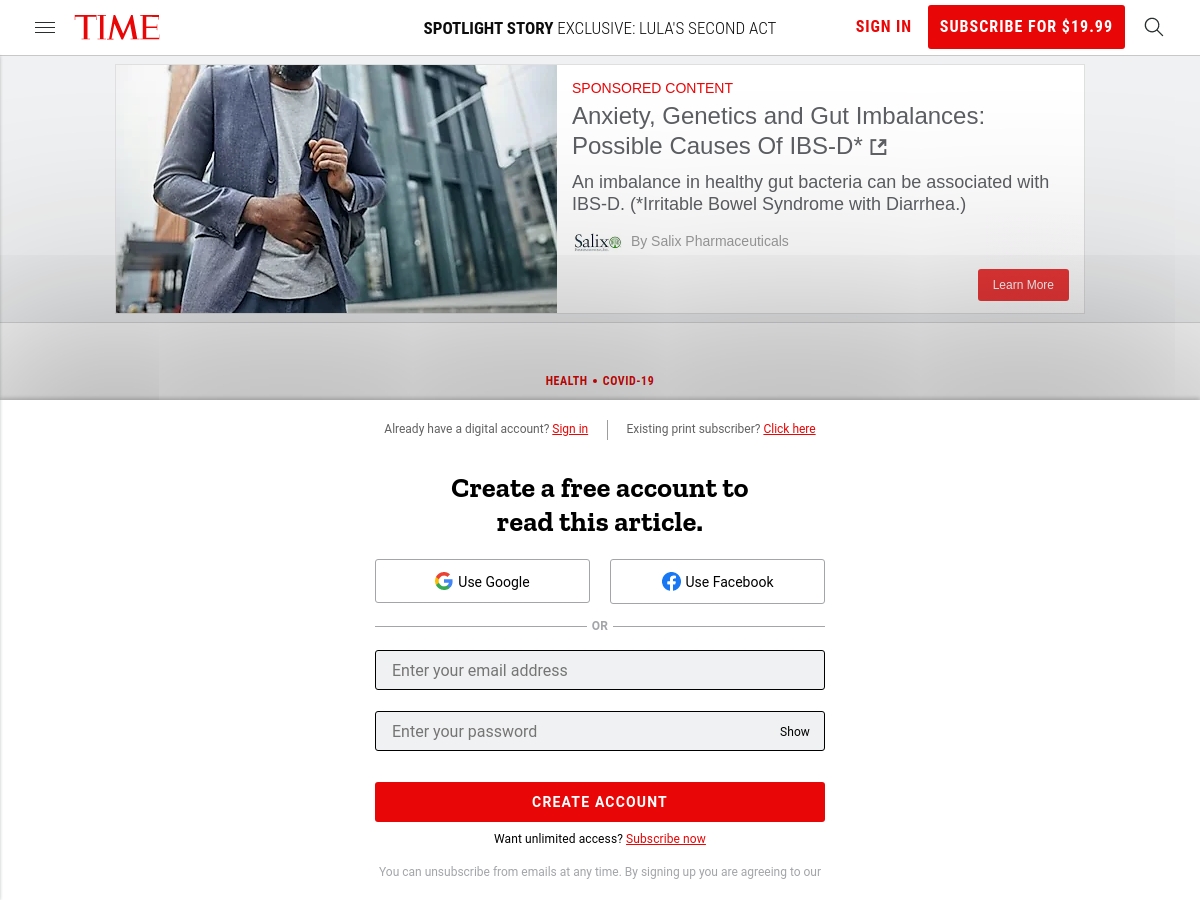 TIME
SPOTLIGHT STORY EXCLUSIVE: LULA'S SECOND ACT
SIGN IN
SUBSCRIBE FOR $19.99
SPONSORED CONTENT
Anxiety, Genetics and Gut Imbalances:
Possible Causes Of IBS-D*
An imbalance in healthy gut bacteria can be associated with
IBS-D. (*Irritable Bowel Syndrome with Diarrhea.)
Salix
By Salix Pharmaceuticals
Learn More
HEALTH • COVID-19
Already have a digital account? Sign in
Existing print subscriber? Click here
Create a free account to
read this article.
Use Google
Use Facebook
OR
Enter your email address
Enter your password
Show
CREATE ACCOUNT
Want unlimited access? Subscribe now
You can unsubscribe from emails at any time. By signing up you are agreeing to our